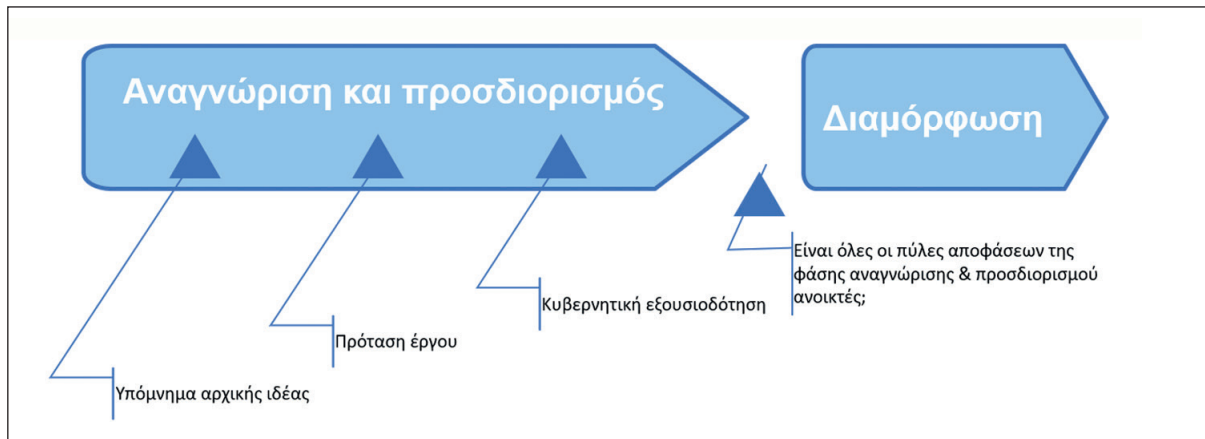 Αναγνώριση και προσδιορισμός
Διαμόρφωση
Είναι όλες οι πύλες αποφάσεων της
φάσης αναγνώρισης & προσδιορισμού
ανοικτές;
Κυβερνητική εξουσιοδότηση
Πρόταση έργου
Υπόμνημα αρχικής ιδέας